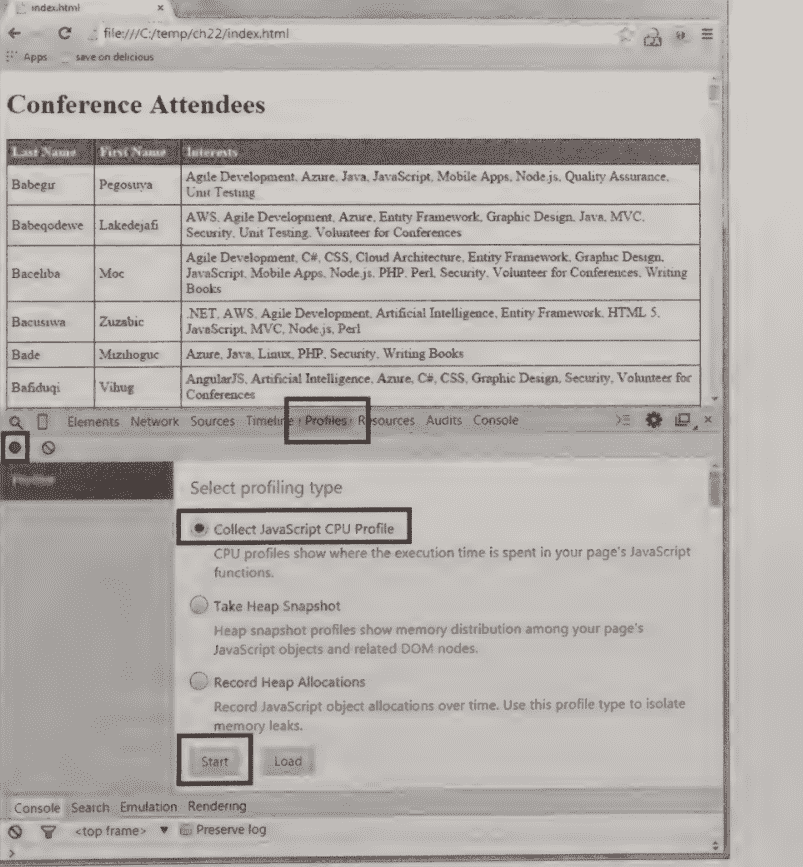 index.html
file:///C:/temp/ch22/index.html
Apps save on delicious
Conference Attendees
Last Name First Name Interests
Babegır Pegosuva Agile Development, Azure, Java, JavaScript, Mobile Apps, Node.js, Quality Assurance,
Unit Testing
Babeqodewe Lakedejafi AWS, Agile Development, Azure, Entity Framework, Graphic Design, Java, MVC,
Security, Unit Testing, Volunteer for Conferences
Baceliba Moc Agile Development, C#, CSS, Cloud Architecture, Entity Framework, Graphic Design,
JavaScript, Mobile Apps, Node.js, PHP, Perl, Security, Volunteer for Conferences, Writing
Books
Bacusiwa Zuzabic .NET, AWS, Agile Development, Artificial Intelligence, Entity Framework, HTML 5,
JavaScript, MVC, Node.js, Perl
Bade Mizihoguc Azure, Java, Linux, PHP, Security, Writing Books
Bafiduqi Vihug AngularJS, Artificial Intelligence, Azure, C#, CSS, Graphic Design, Security, Volunteer for
Conferences
Elements Network Sources Timeline Profiles Resources Audits Console
Profiles
Select profiling type
Collect JavaScript CPU Profile
CPU profiles show where the execution time is spent in your page's JavaScript
functions.
Take Heap Snapshot
Heap snapshot profiles show memory distribution among your page's
JavaScript objects and related DOM nodes.
Record Heap Allocations
Record JavaScript object allocations over time. Use this profile type to isolate
memory leaks.
Start Load
Console Search Emulation Rendering
<top frame> Preserve log